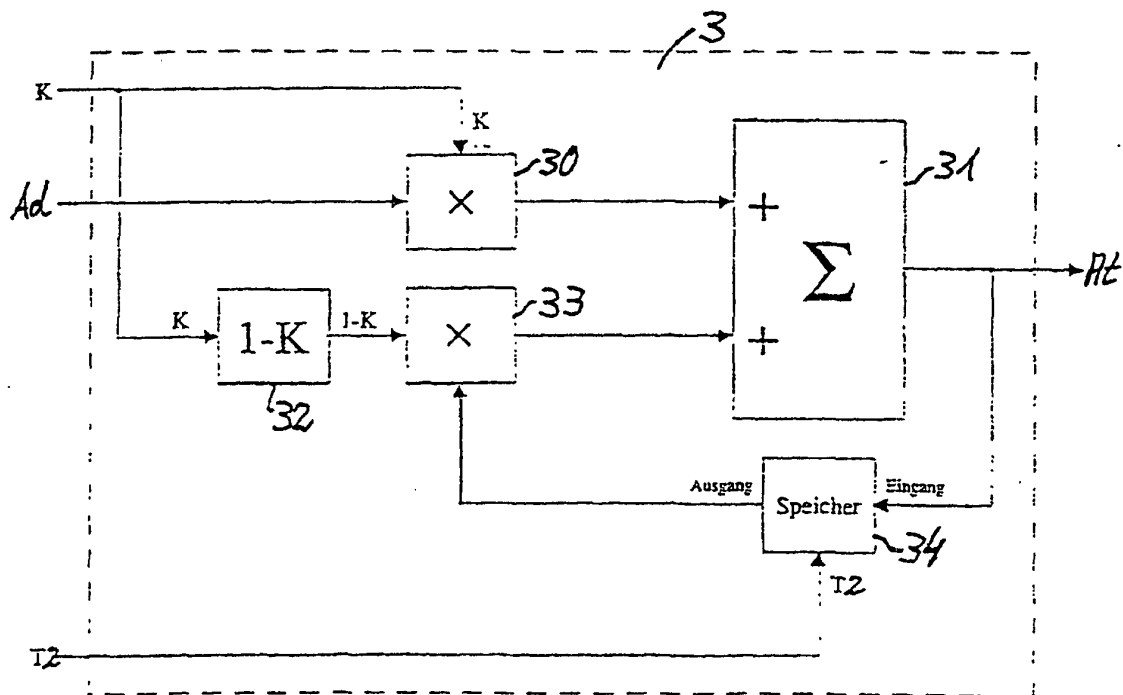 3
K
K
30
31
Ad
×
+
Σ
At
33
K
1-K
1-K
×
+
32
Ausgang
Speicher
Eingang
34
T2
T2